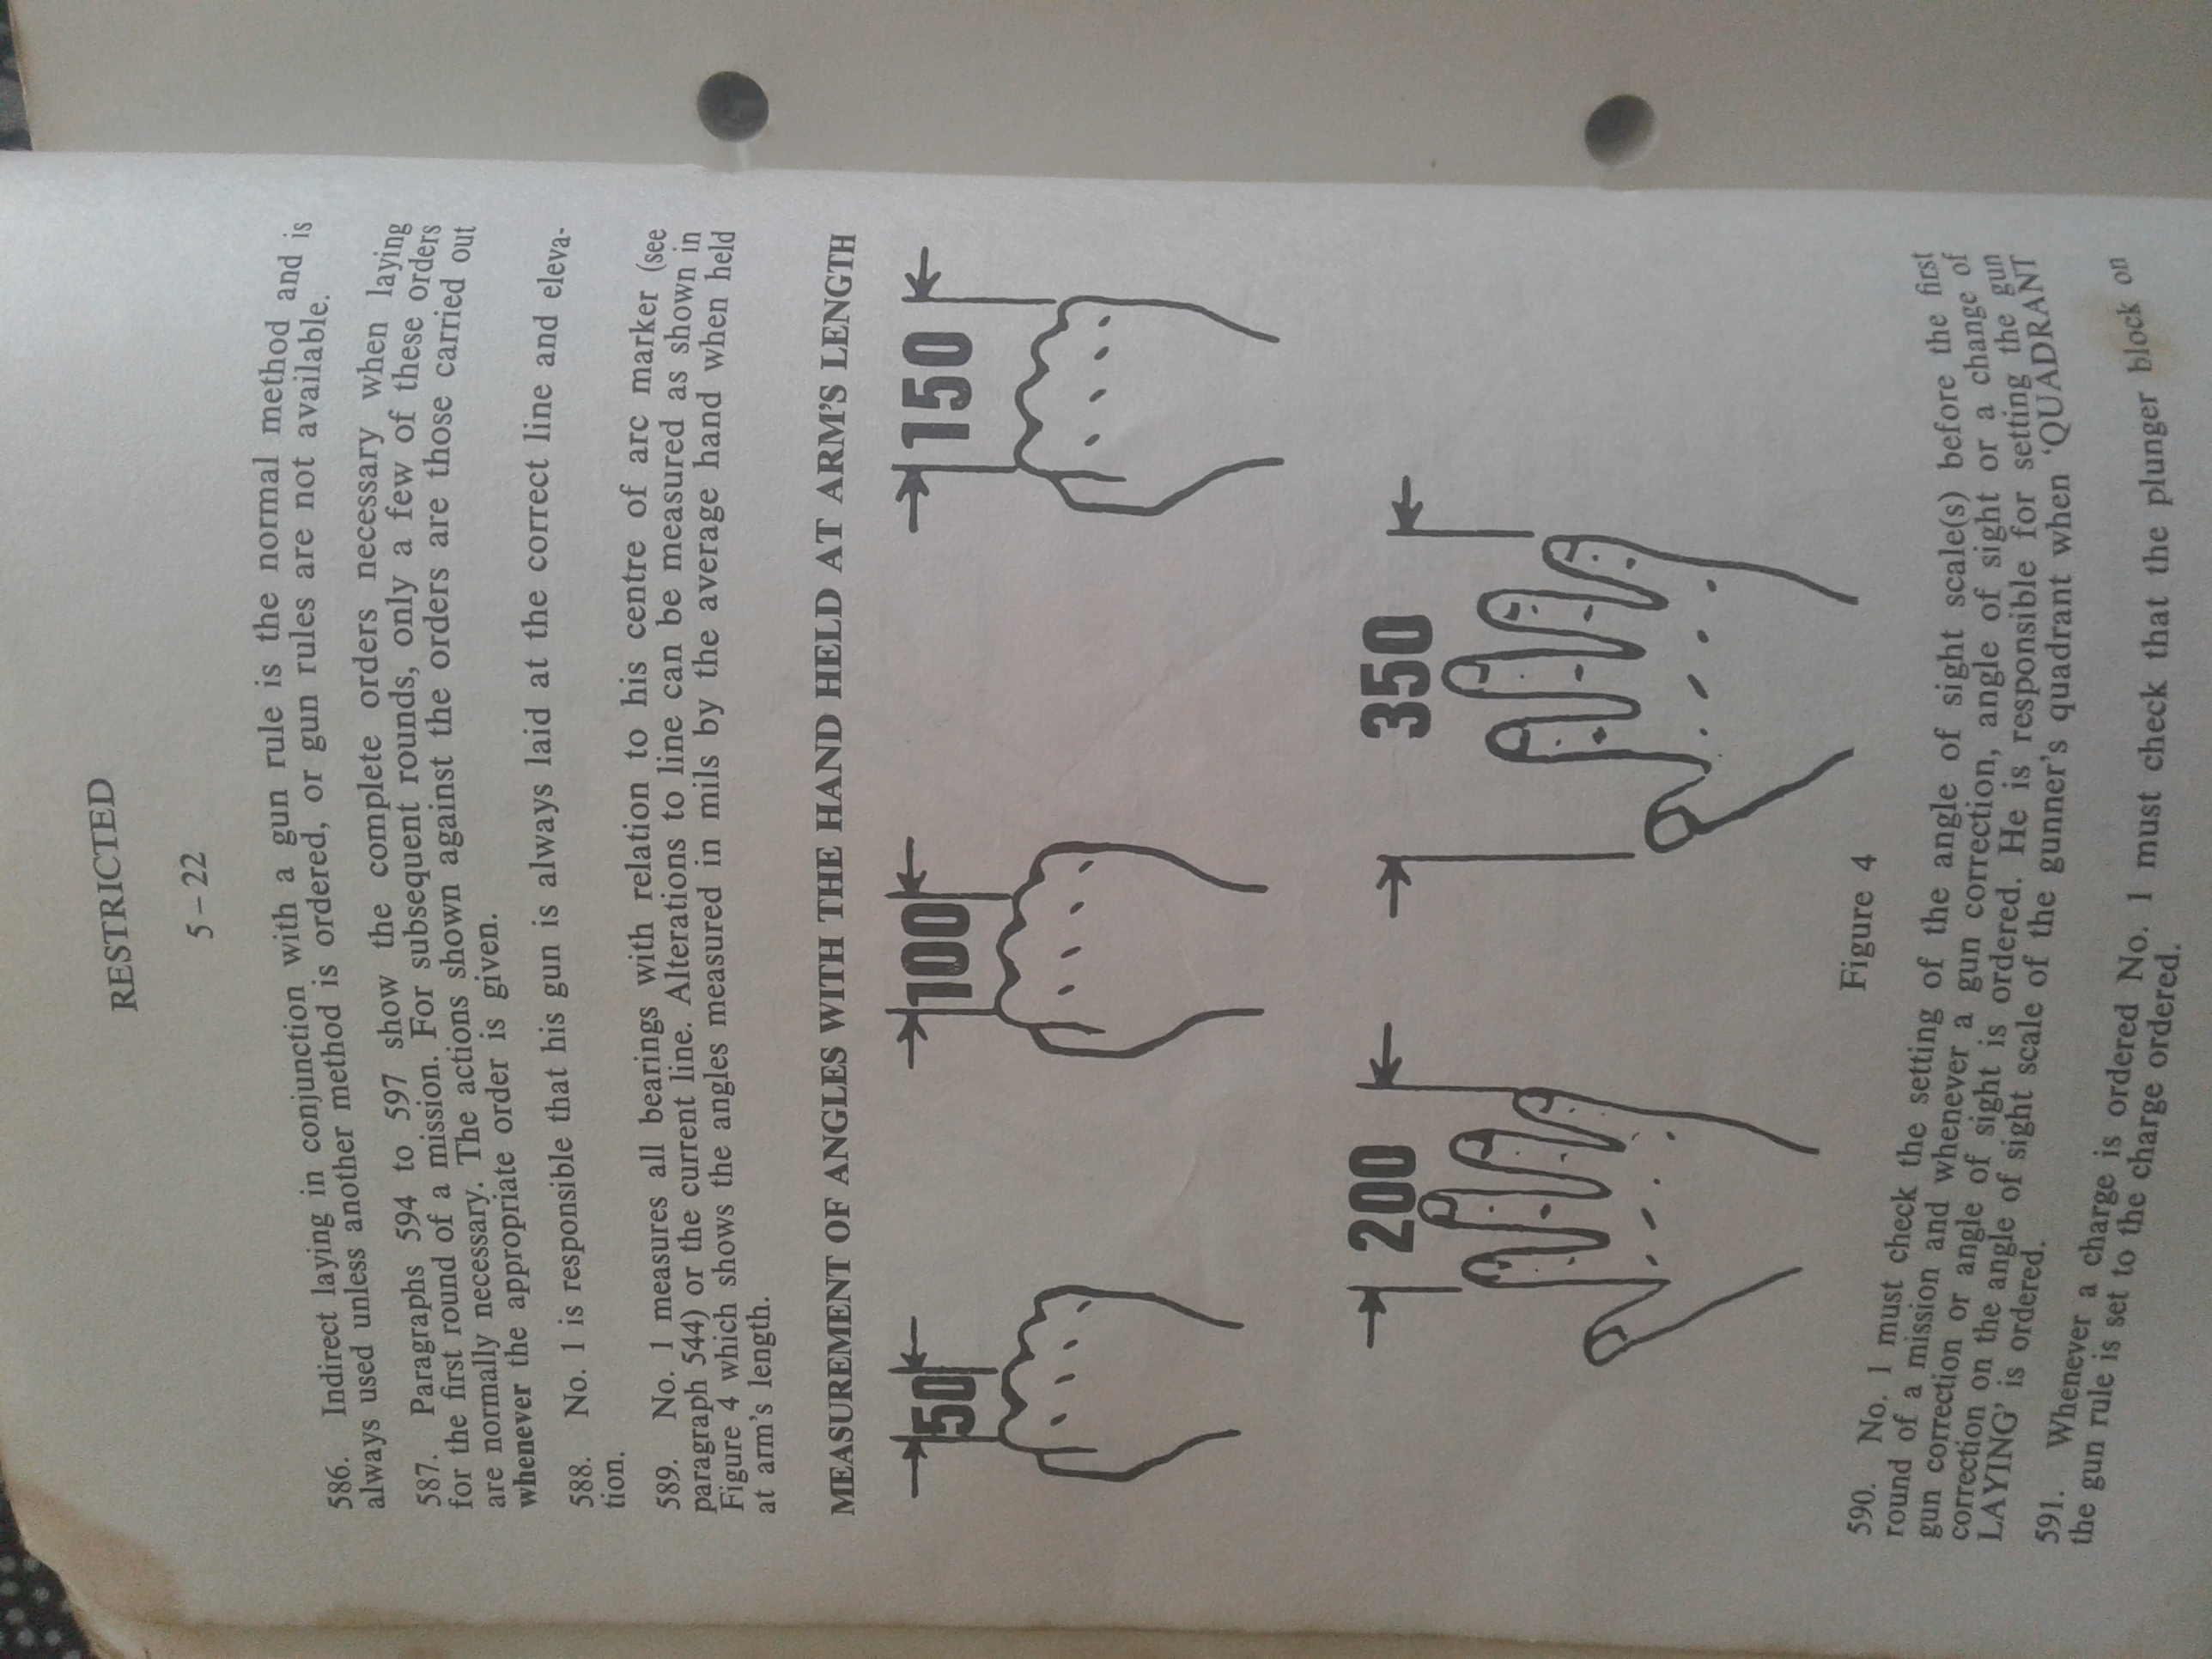 RESTRICTED
5–22
586. Indirect laying in conjunction with a gun rule is the normal method and is
always used unless another method is ordered, or gun rules are not available.
587. Paragraphs 594 to 597 show the complete orders necessary when laying
for the first round of a mission. For subsequent rounds, only a few of these orders
are normally necessary. The actions shown against the orders are those carried out
whenever the appropriate order is given.
588. No. 1 is responsible that his gun is always laid at the correct line and eleva-
tion.
589. No. 1 measures all bearings with relation to his centre of arc marker (see
paragraph 544) or the current line. Alterations to line can be measured as shown in
Figure 4 which shows the angles measured in mils by the average hand when held
at arm's length.
MEASUREMENT OF ANGLES WITH THE HAND HELD AT ARM'S LENGTH
50 100 150
200 350
Figure 4
590. No. 1 must check the setting of the angle of sight scale(s) before the first
round of a mission and whenever a gun correction, angle of sight or a change of
gun correction or angle of sight is ordered. He is responsible for setting the gun
correction on the angle of sight scale of the gunner's quadrant when 'QUADRANT
LAYING' is ordered.
591. Whenever a charge is ordered No. 1 must check that the plunger block on
the gun rule is set to the charge ordered.